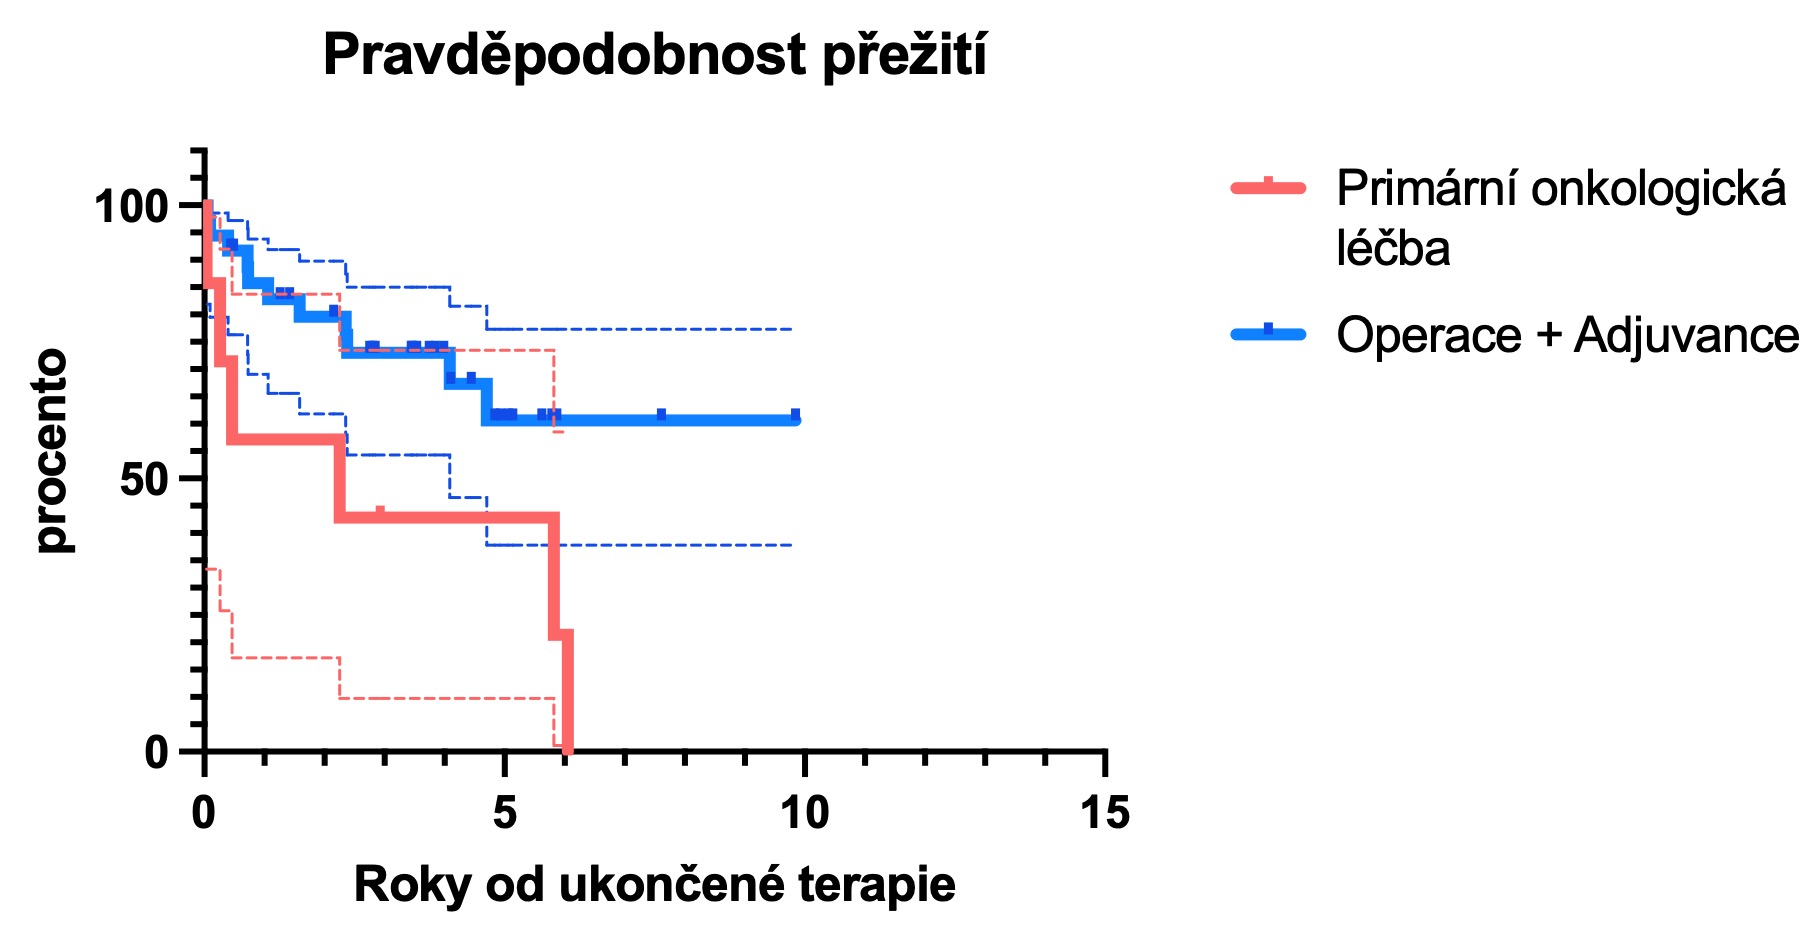 Pravděpodobnost přežití
procento
100
50
0
0 5 10 15
Roky od ukončené terapie
Primární onkologická
léčba
Operace + Adjuvance